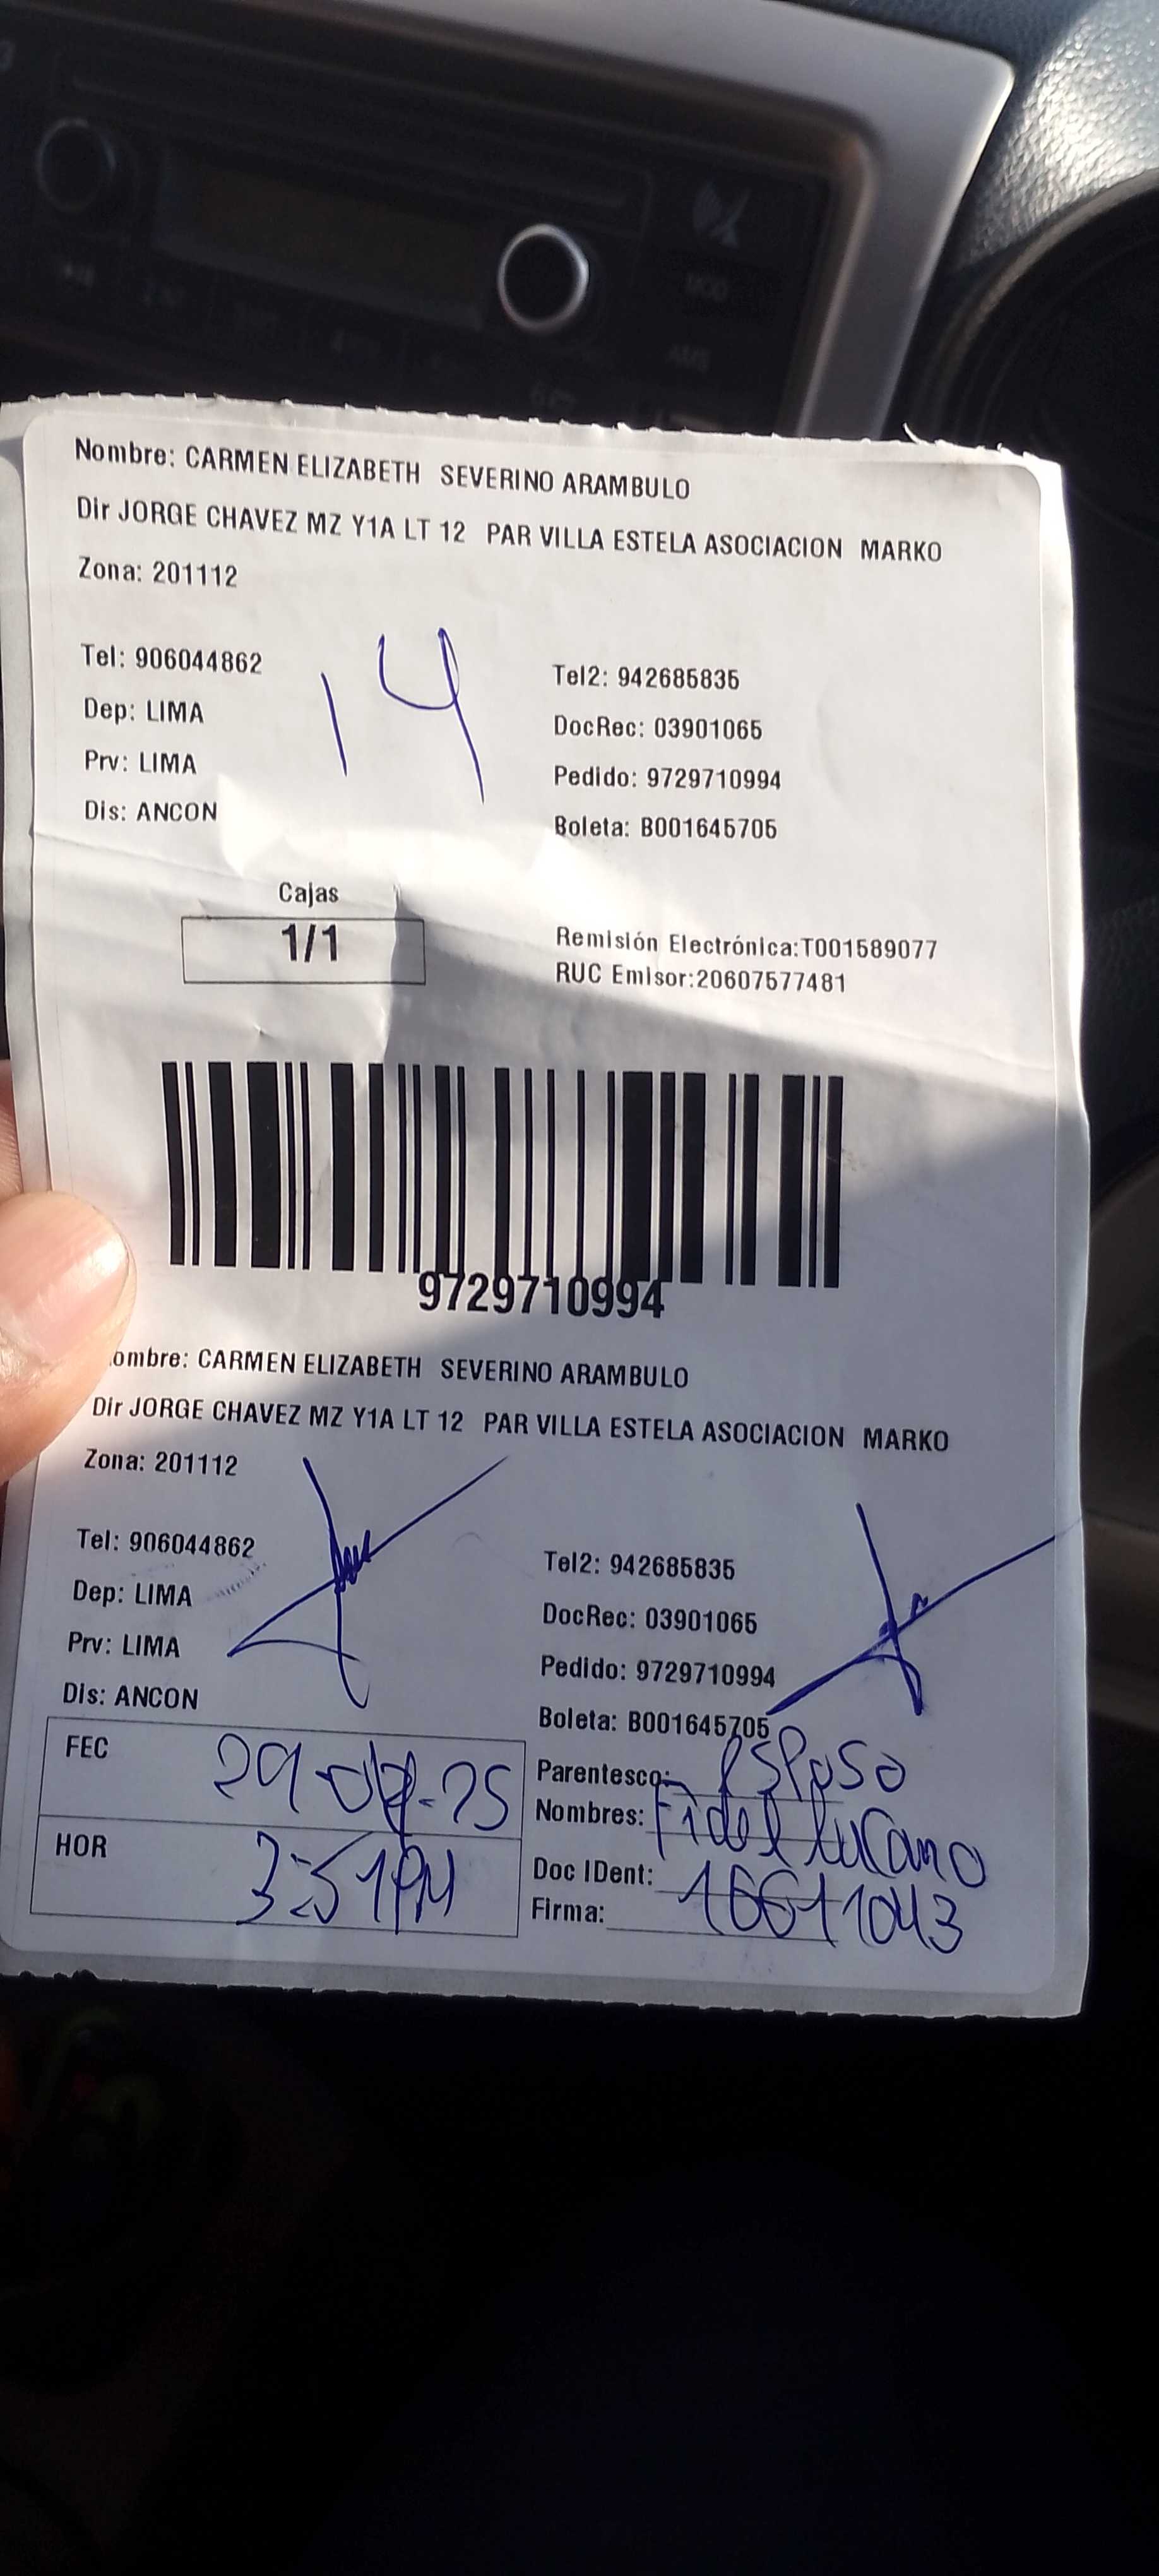 Nombre: CARMEN ELIZABETH SEVERINO ARAMBULO
Dir JORGE CHAVEZ MZ Y1A LT 12 PAR VILLA ESTELA ASOCIACION MARKO
Zona: 201112
14
Tel: 906044862 Tel2: 942685835
Dep: LIMA DocRec: 03901065
Prv: LIMA Pedido: 9729710994
Dis: ANCON Boleta: B001645705
Cajas
1/1
Remisión Electrónica:T001589077
RUC Emisor:20607577481
9729710994
ombre: CARMEN ELIZABETH SEVERINO ARAMBULO
Dir JORGE CHAVEZ MZ Y1A LT 12 PAR VILLA ESTELA ASOCIACION MARKO
Zona: 201112
Tel: 906044862 Tel2: 942685835
Dep: LIMA DocRec: 03901065
Prv: LIMA Pedido: 9729710994
Dis: ANCON Boleta: B001645705
FEC Parentesco: esposo
Nombres: Fidel lucano
HOR 3:51PM Doc IDent: 16611043
Firma: